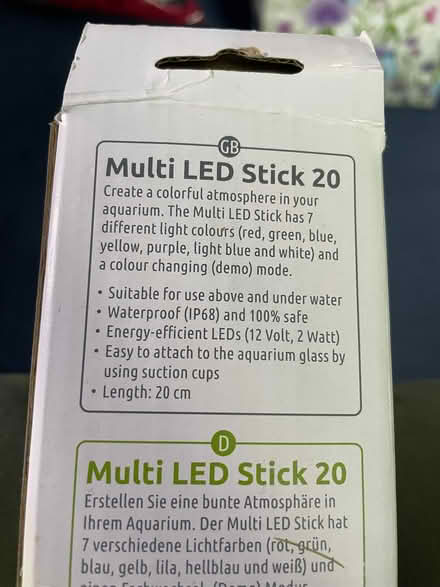 GB
Multi LED Stick 20
Create a colorful atmosphere in your
aquarium. The Multi LED Stick has 7
different light colours (red, green, blue,
yellow, purple, light blue and white) and
a colour changing (demo) mode.
• Suitable for use above and under water
• Waterproof (IP68) and 100% safe
• Energy-efficient LEDs (12 Volt, 2 Watt)
• Easy to attach to the aquarium glass by
using suction cups
• Length: 20 cm
D
Multi LED Stick 20
Erstellen Sie eine bunte Atmosphäre in
Ihrem Aquarium. Der Multi LED Stick hat
7 verschiedene Lichtfarben (rot, grün,
blau, gelb, lila, hellblau und weiß) und
einen Farbwechsel (Demo) Modus